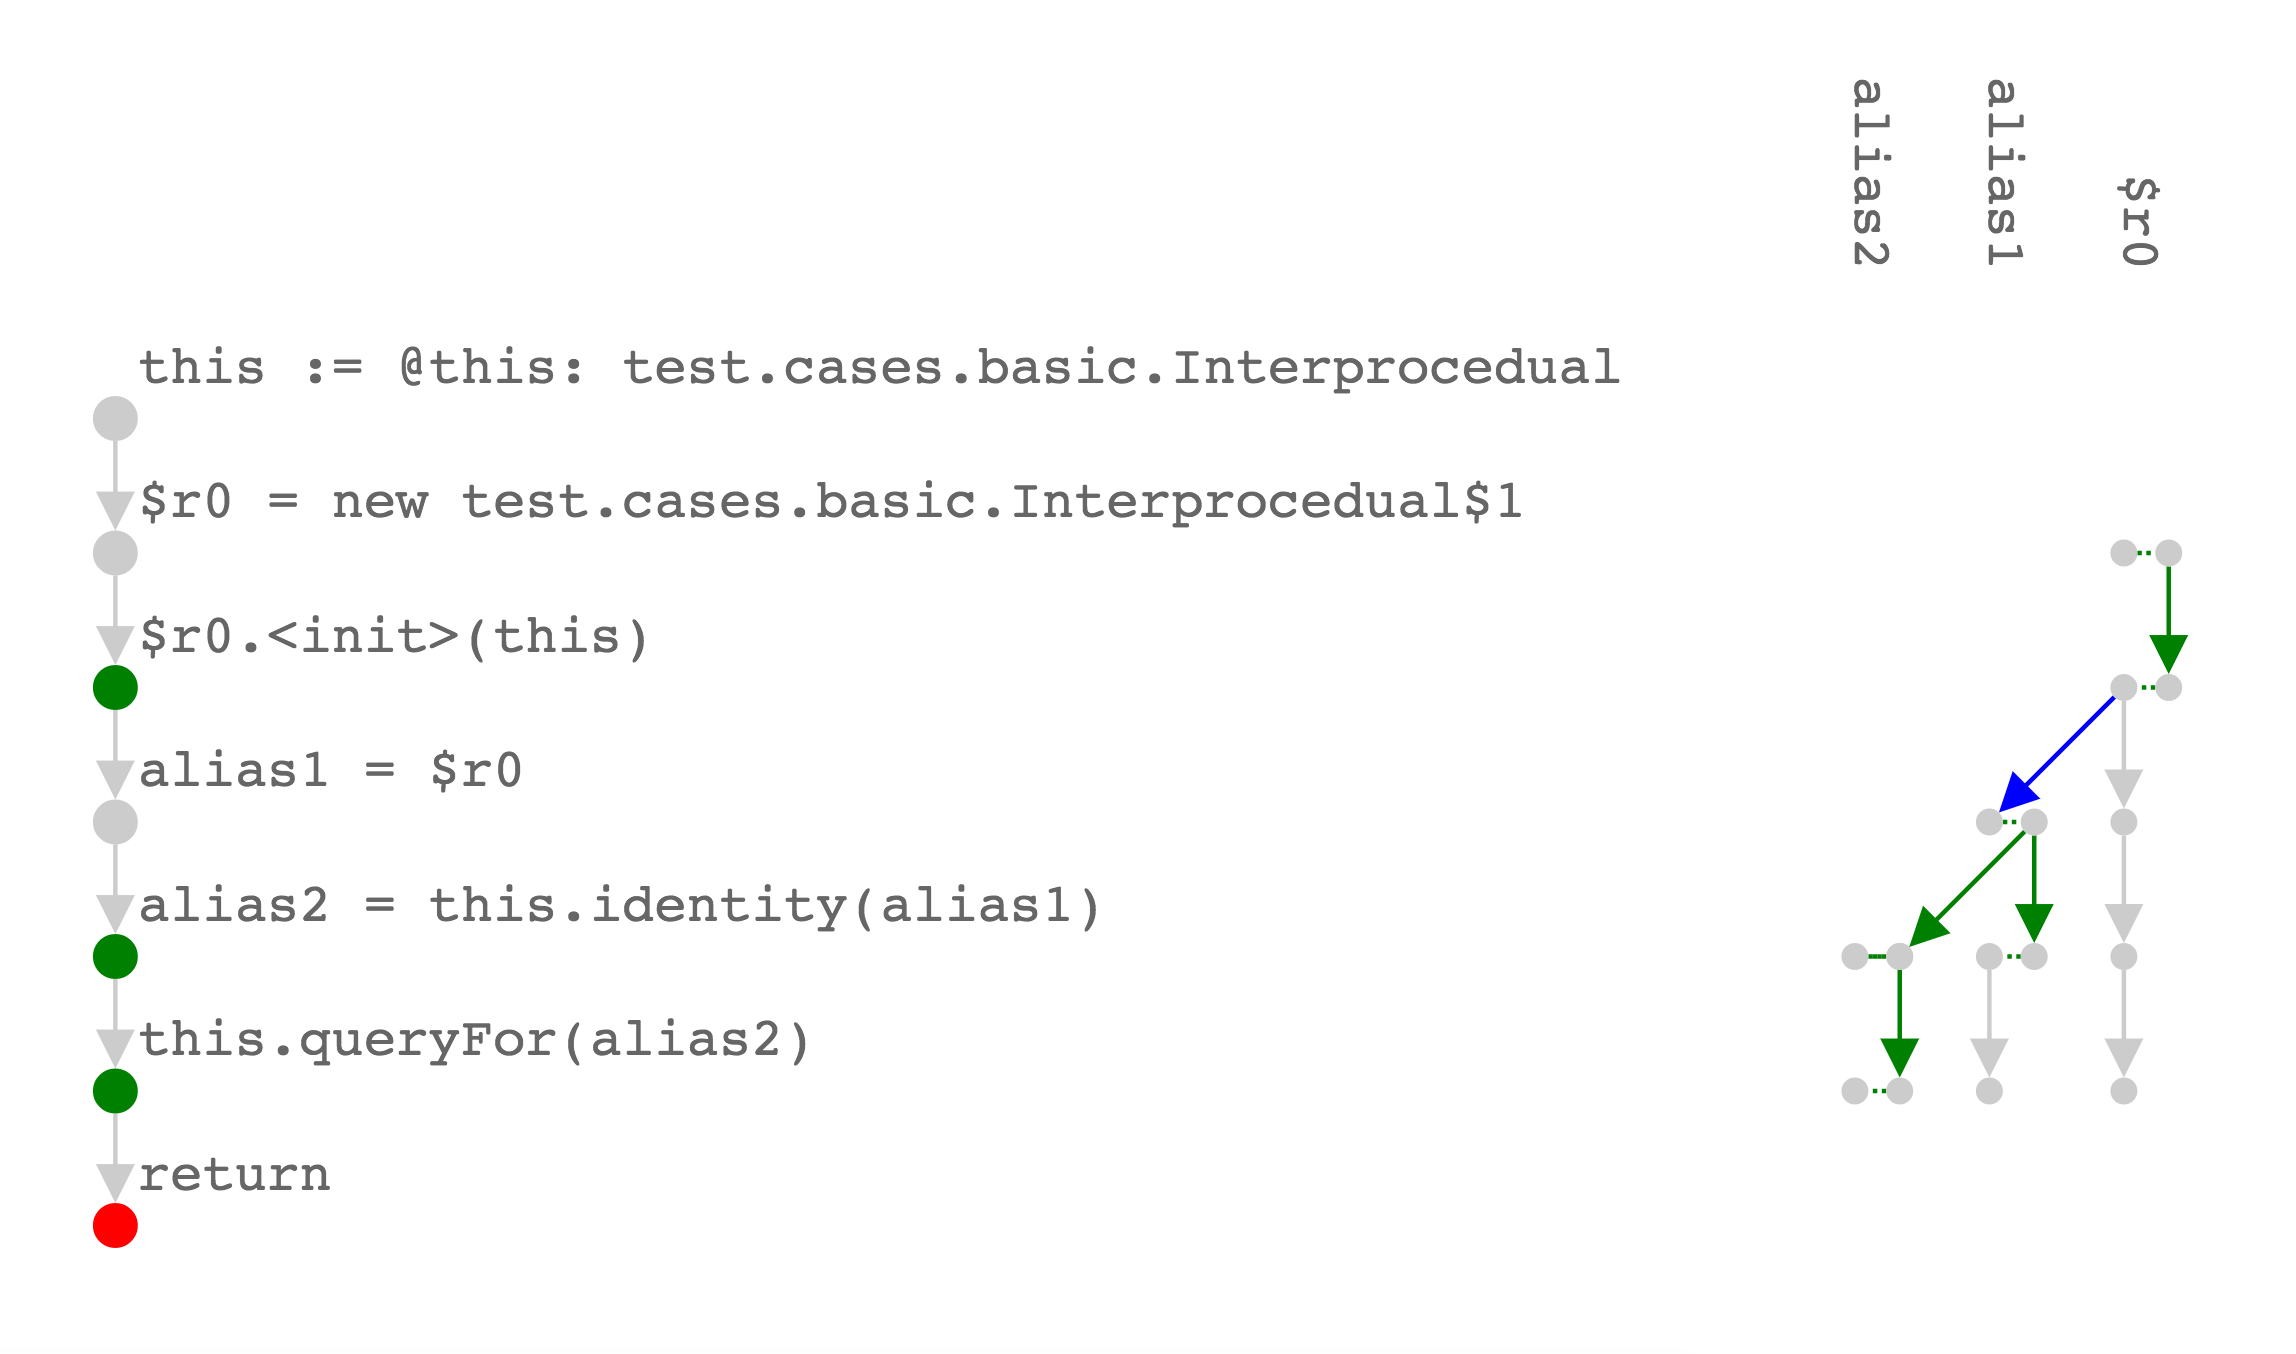 alias2
alias1
$r0
this := @this: test.cases.basic.Interprocedual
$r0 = new test.cases.basic.Interprocedual$1
$r0.<init>(this)
alias1 = $r0
alias2 = this.identity(alias1)
this.queryFor(alias2)
return